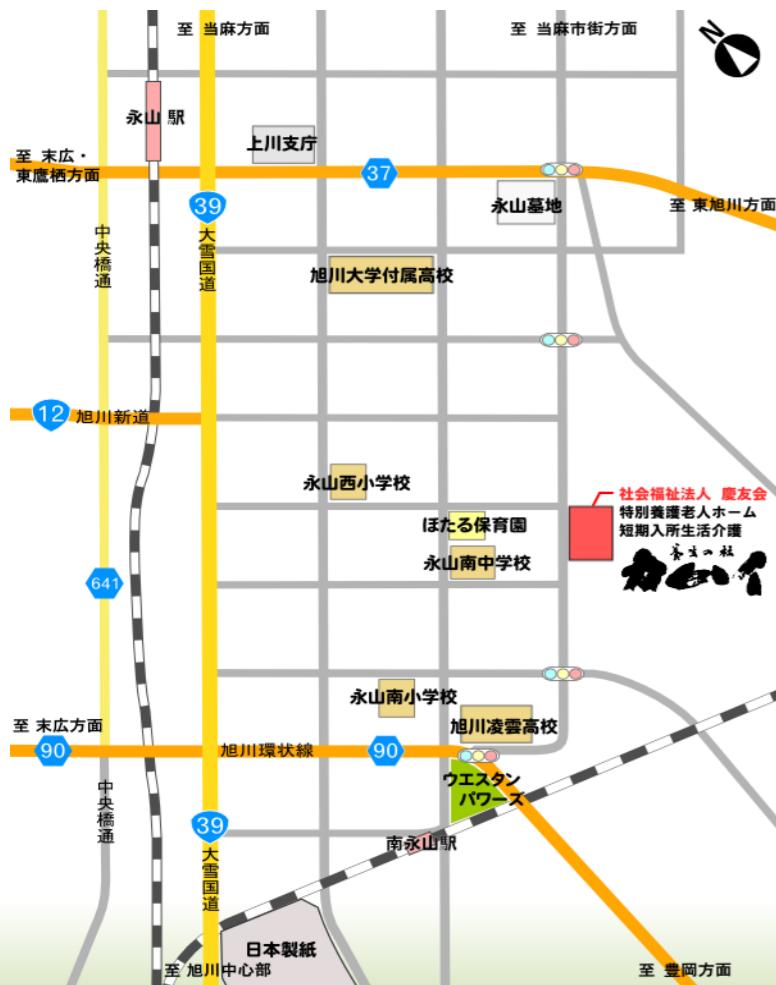 至 当麻方面
至 当麻市街方面
N
永山 駅
上川支庁
至 末広・
東鷹栖方面
37
永山墓地
至 東旭川方面
39
大雪国道
中央橋通
旭川大学付属高校
12
旭川新道
永山西小学校
社会福祉法人 慶友会
特別養護老人ホーム
短期入所生活介護
養生の杜
カムイ
ほたる保育園
永山南中学校
641
永山南小学校
旭川凌雲高校
至 末広方面
90
旭川環状線
90
ウエスタン
パワーズ
中央橋通
39
大雪国道
南永山駅
日本製紙
至 旭川中心部
至 豊岡方面